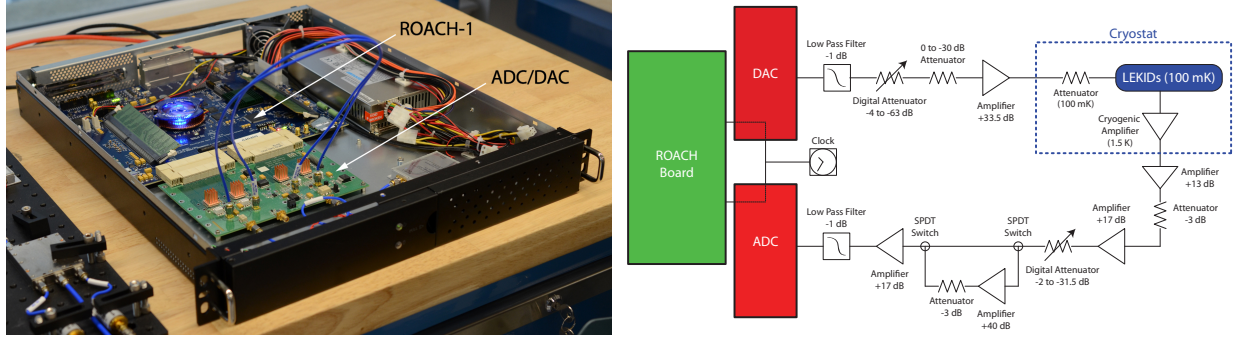 ROACH-1
ADC/DAC
ROACH
Board
DAC
ADC
Clock
Low Pass Filter
-1 dB
Digital Attenuator
-4 to -63 dB
0 to -30 dB
Attenuator
Amplifier
+33.5 dB
Cryostat
Attenuator
(100 mK)
LEKIDs (100 mK)
Cryogenic
Amplifier
(1.5 K)
Amplifier
+13 dB
Attenuator
-3 dB
Amplifier
+17 dB
Digital Attenuator
-2 to -31.5 dB
SPDT
Switch
Amplifier
+40 dB
Attenuator
-3 dB
SPDT
Switch
Amplifier
+17 dB
Low Pass Filter
-1 dB